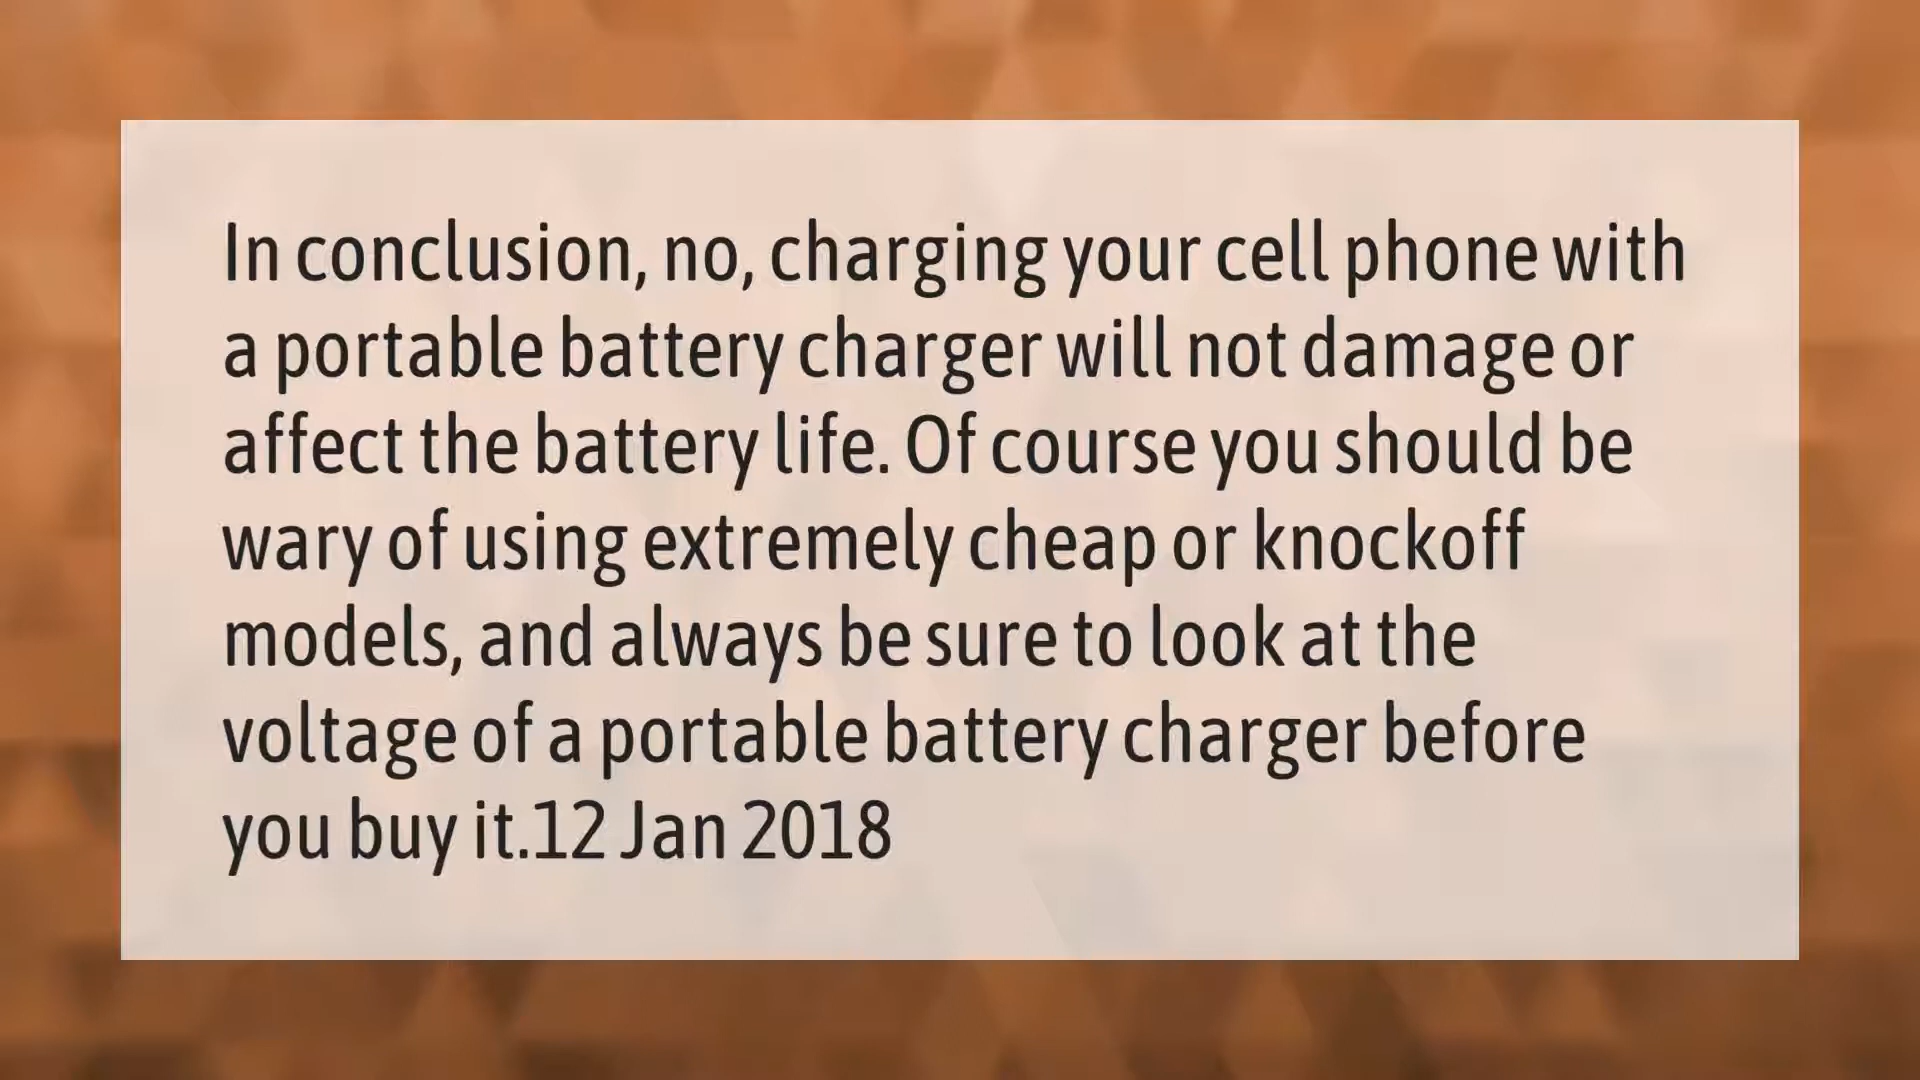 In conclusion, no, charging your cell phone with
a portable battery charger will not damage or
affect the battery life. Of course you should be
wary of using extremely cheap or knockoff
models, and always be sure to look at the
voltage of a portable battery charger before
you buy it.12 Jan 2018